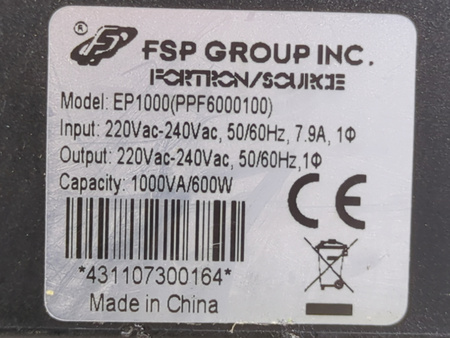 ® FSP FSP GROUP INC.
FORTRON/SOURCE
Model: EP1000(PPF6000100)
Input: 220Vac-240Vac, 50/60Hz, 7.9A, 1Φ
Output: 220Vac-240Vac, 50/60Hz,1Φ
Capacity: 1000VA/600W
CE
*431107300164*
Made in China